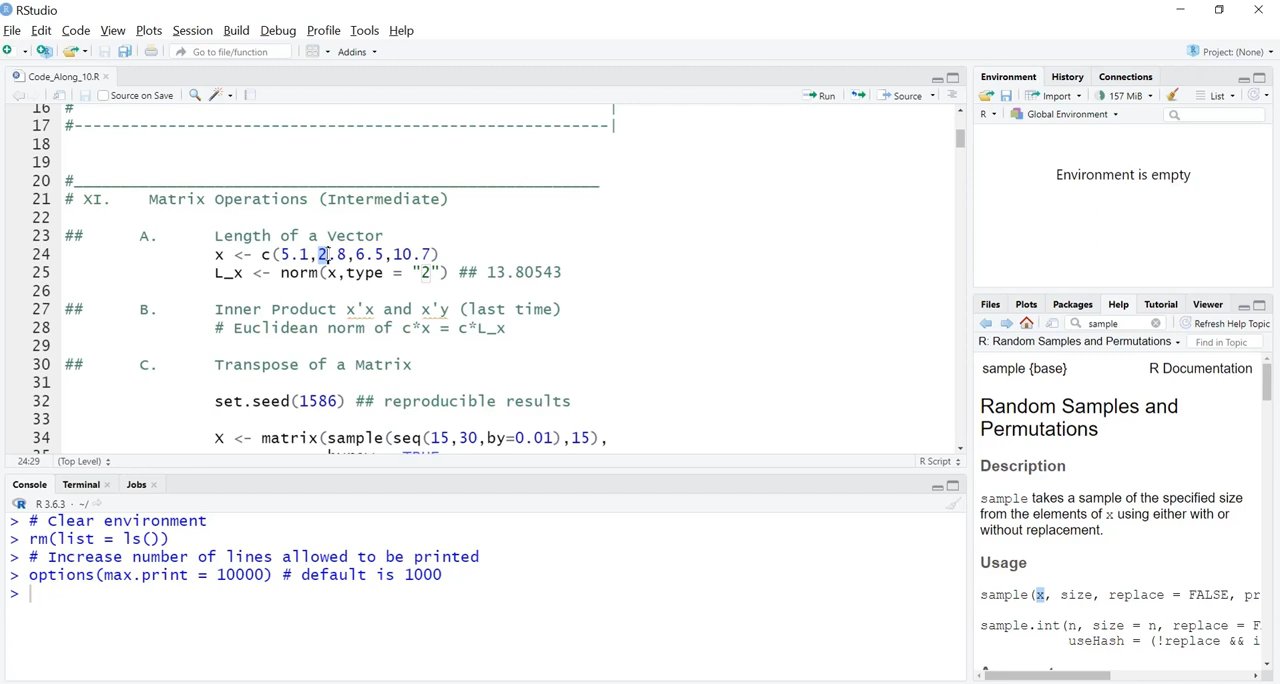 RStudio
File Edit Code View Plots Session Build Debug Profile Tools Help
Go to file/function Addins Project: (None)
Code_Along_10.R
Source on Save Run Source
16 # |
17 #---------------------------------------------------------|
18
19
20 #________________________________________________________
21 # XI. Matrix Operations (Intermediate)
22
23 ## A. Length of a Vector
24 x <- c(5.1,2.8,6.5,10.7)
25 L_x <- norm(x,type = "2") ## 13.80543
26
27 ## B. Inner Product x'x and x'y (last time)
28 # Euclidean norm of c*x = c*L_x
29
30 ## C. Transpose of a Matrix
31
32 set.seed(1586) ## reproducible results
33
34 X <- matrix(sample(seq(15,30,by=0.01),15),
24:29 (Top Level) R Script
Console Terminal Jobs
R 3.6.3 · ~/
> # Clear environment
> rm(list = ls())
> # Increase number of lines allowed to be printed
> options(max.print = 10000) # default is 1000
>
Environment History Connections
Import 157 MiB List
R Global Environment
Environment is empty
Files Plots Packages Help Tutorial Viewer
sample Refresh Help Topic
R: Random Samples and Permutations Find in Topic
sample {base} R Documentation
Random Samples and
Permutations
Description
sample takes a sample of the specified size
from the elements of x using either with or
without replacement.
Usage
sample(x, size, replace = FALSE, pr
sample.int(n, size = n, replace = F
useHash = (!replace && i